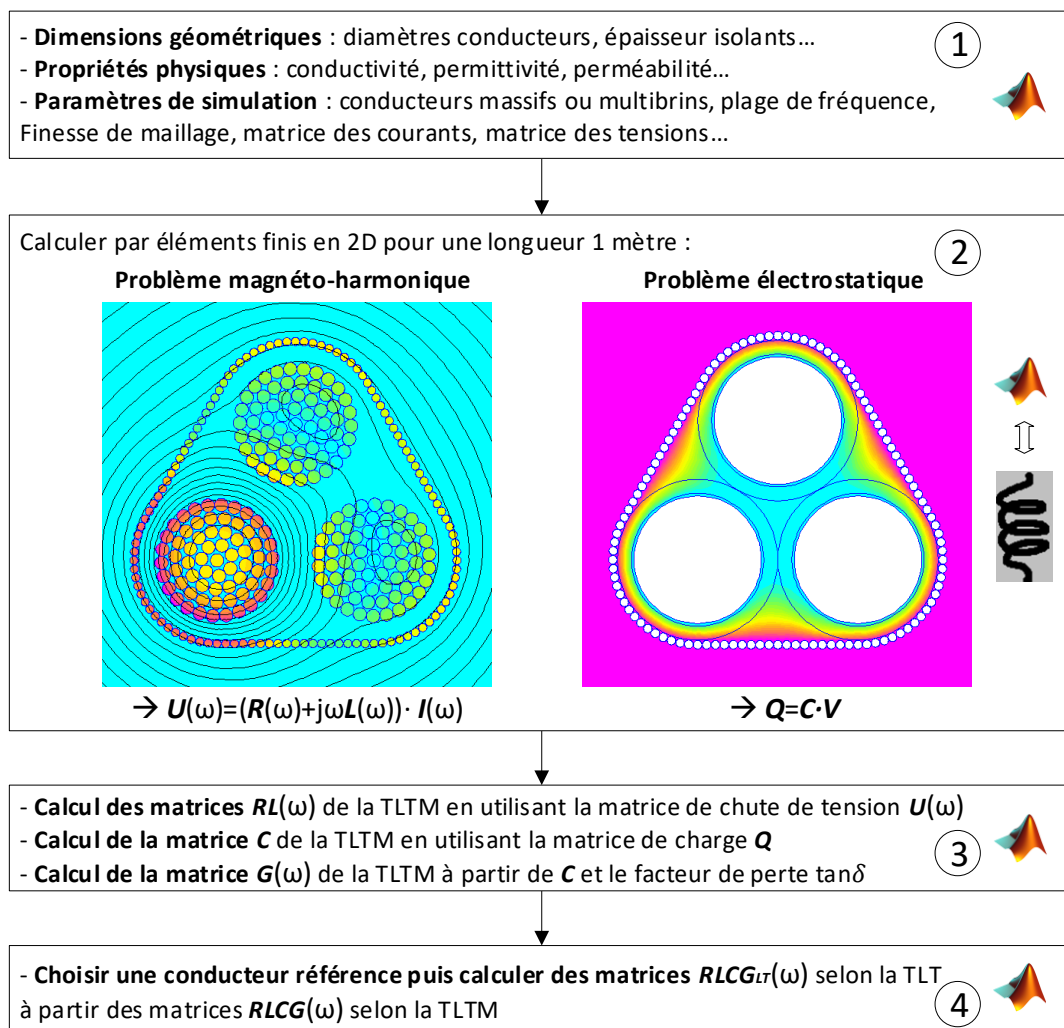 - Dimensions géométriques : diamètres conducteurs, épaisseur isolants…
1
- Propriétés physiques : conductivité, permittivité, perméabilité…
- Paramètres de simulation : conducteurs massifs ou multibrins, plage de fréquence,
Finesse de maillage, matrice des courants, matrice des tensions…
Calculer par éléments finis en 2D pour une longueur 1 mètre :
2
Problème magnéto-harmonique
Problème électrostatique
→ U(ω)=(R(ω)+jωL(ω))· I(ω)
→ Q=C·V
- Calcul des matrices RL(ω) de la TLTM en utilisant la matrice de chute de tension U(ω)
- Calcul de la matrice C de la TLTM en utilisant la matrice de charge Q
3
- Calcul de la matrice G(ω) de la TLTM à partir de C et le facteur de perte tanδ
- Choisir une conducteur référence puis calculer des matrices RLCGLT(ω) selon la TLT
à partir des matrices RLCG(ω) selon la TLTM
4